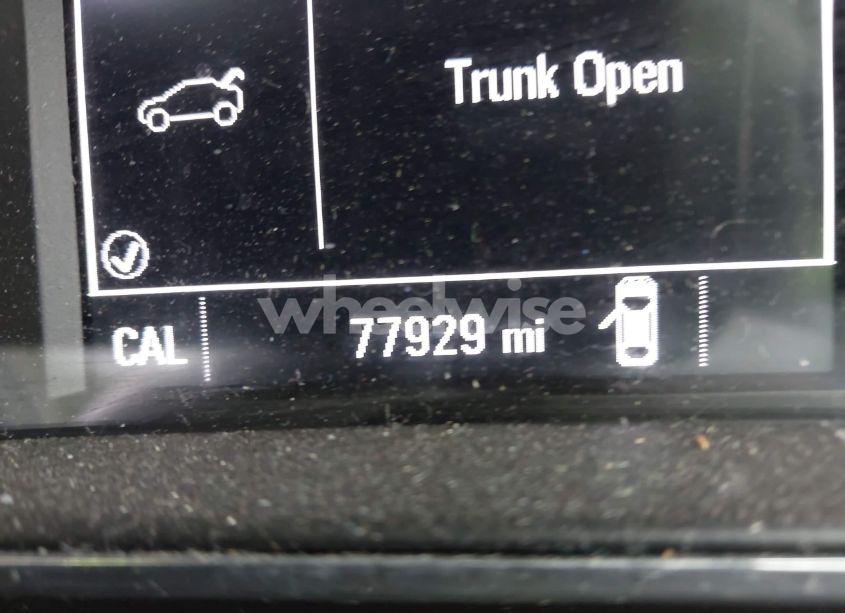 Trunk Open
CAL
77929 mi
wheelwise